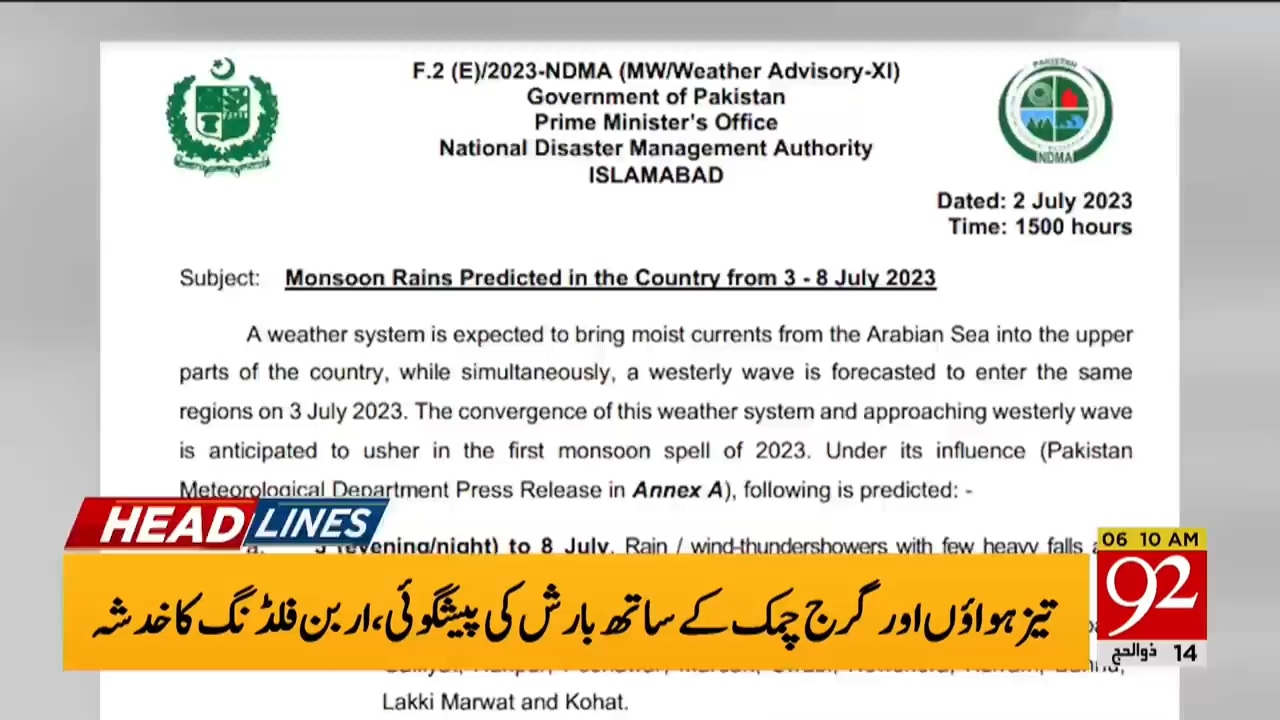 F.2 (E)/2023-NDMA (MW/Weather Advisory-XI)
Government of Pakistan
Prime Minister's Office
National Disaster Management Authority
ISLAMABAD
PAKISTAN
NDMA
Dated: 2 July 2023
Time: 1500 hours
Subject: Monsoon Rains Predicted in the Country from 3 - 8 July 2023
A weather system is expected to bring moist currents from the Arabian Sea into the upper
parts of the country, while simultaneously, a westerly wave is forecasted to enter the same
regions on 3 July 2023. The convergence of this weather system and approaching westerly wave
is anticipated to usher in the first monsoon spell of 2023. Under its influence (Pakistan
Meteorological Department Press Release in Annex A), following is predicted: -
(evening/night) to 8 July. Rain / wind-thundershowers with few heavy falls
HEADLINES
تیز ہواؤں اور گرج چمک کے ساتھ بارش کی پیشگوئی، اربن فلڈنگ کا خدشہ
06 10 AM
92
14 ذوالحج
Lakki Marwat and Kohat.